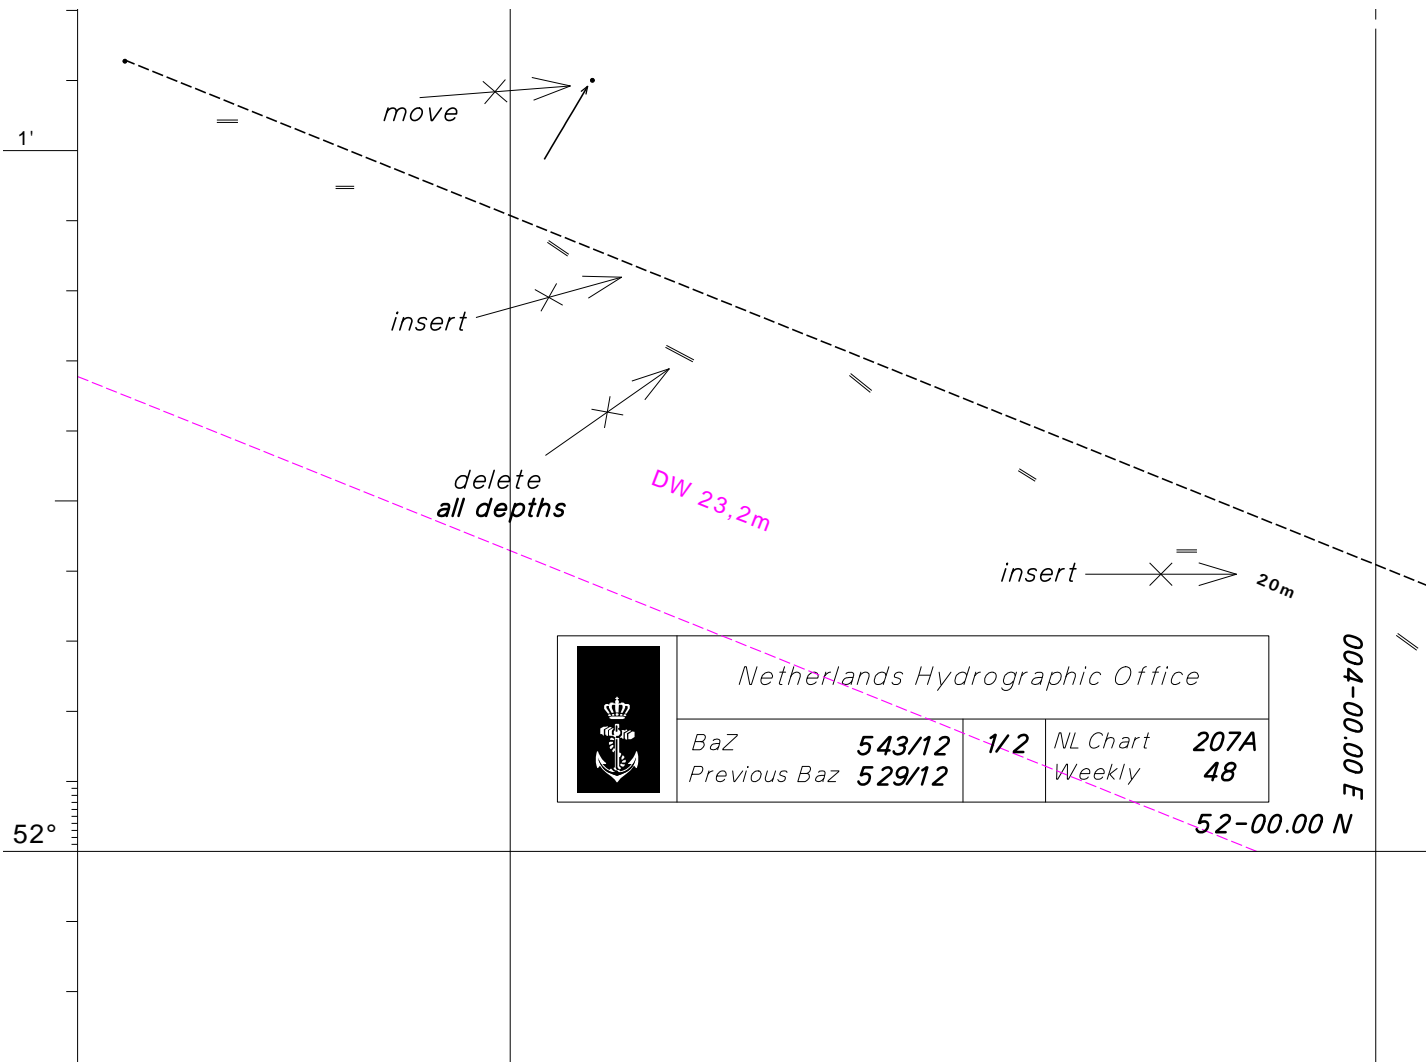 move
1'
insert
delete
all depths
DW 23,2m
insert
20m
Netherlands Hydrographic Office
BaZ 543/12 1/2 NL Chart 207A
Previous Baz 529/12 Weekly 48
004-00.00 E
52-00.00 N
52°